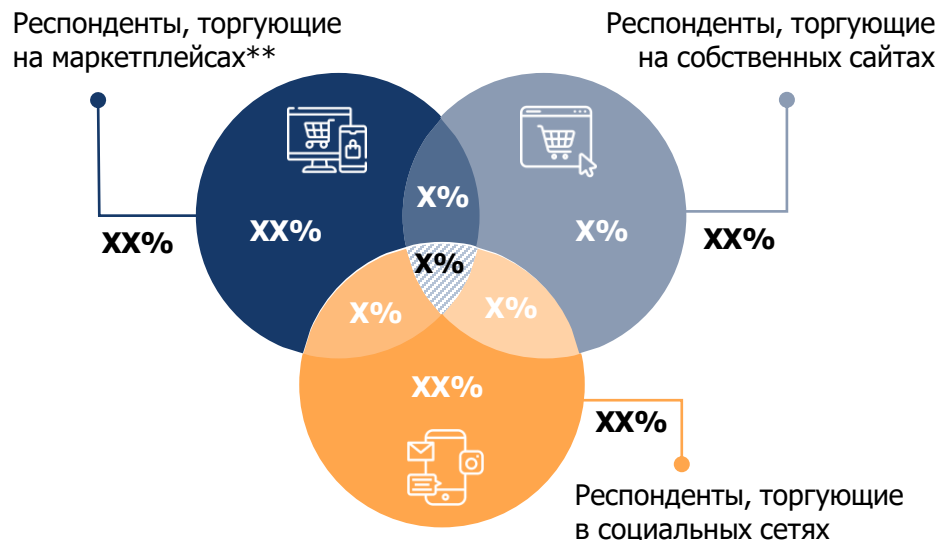 Респонденты, торгующие
на маркетплейсах**
Респонденты, торгующие
на собственных сайтах
X%
XX%
X%
XX%
XX%
X%
X%
X%
XX%
XX%
Респонденты, торгующие
в социальных сетях